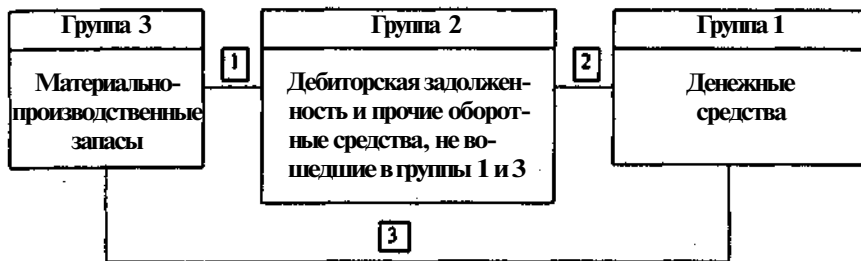 Группа 3
Группа 2
Группа 1
1
2
Материально-
производственные
запасы
Дебиторская задолжен-
ность и прочие оборот-
ные средства, не во-
шедшие в группы 1 и 3
Денежные
средства
3